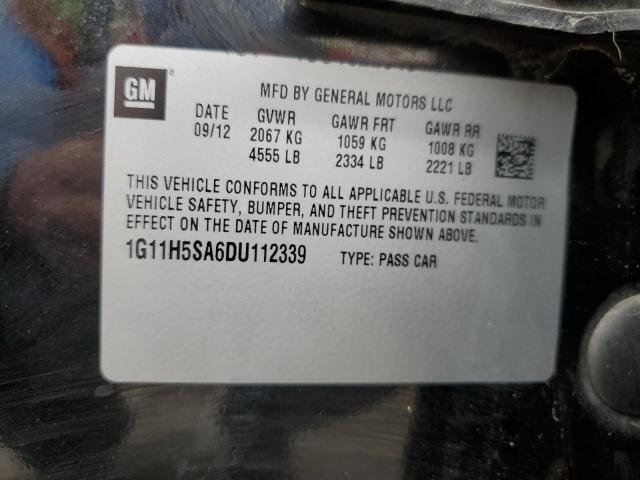 GM
MFD BY GENERAL MOTORS LLC
DATE GVWR GAWR FRT GAWR RR
09/12 2067 KG 1059 KG 1008 KG
4555 LB 2334 LB 2221 LB
THIS VEHICLE CONFORMS TO ALL APPLICABLE U.S. FEDERAL MOTOR
VEHICLE SAFETY, BUMPER, AND THEFT PREVENTION STANDARDS IN
EFFECT ON THE DATE OF MANUFACTURE SHOWN ABOVE.
1G11H5SA6DU112339 TYPE: PASS CAR